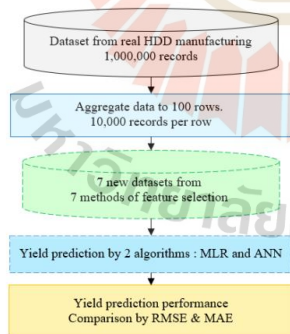 Dataset from real HDD manufacturing
1,000,000 records
Aggregate data to 100 rows.
10,000 records per row
7 new datasets from
7 methods of feature selection
Yield prediction by 2 algorithms : MLR and ANN
Yield prediction performance
Comparison by RMSE & MAE